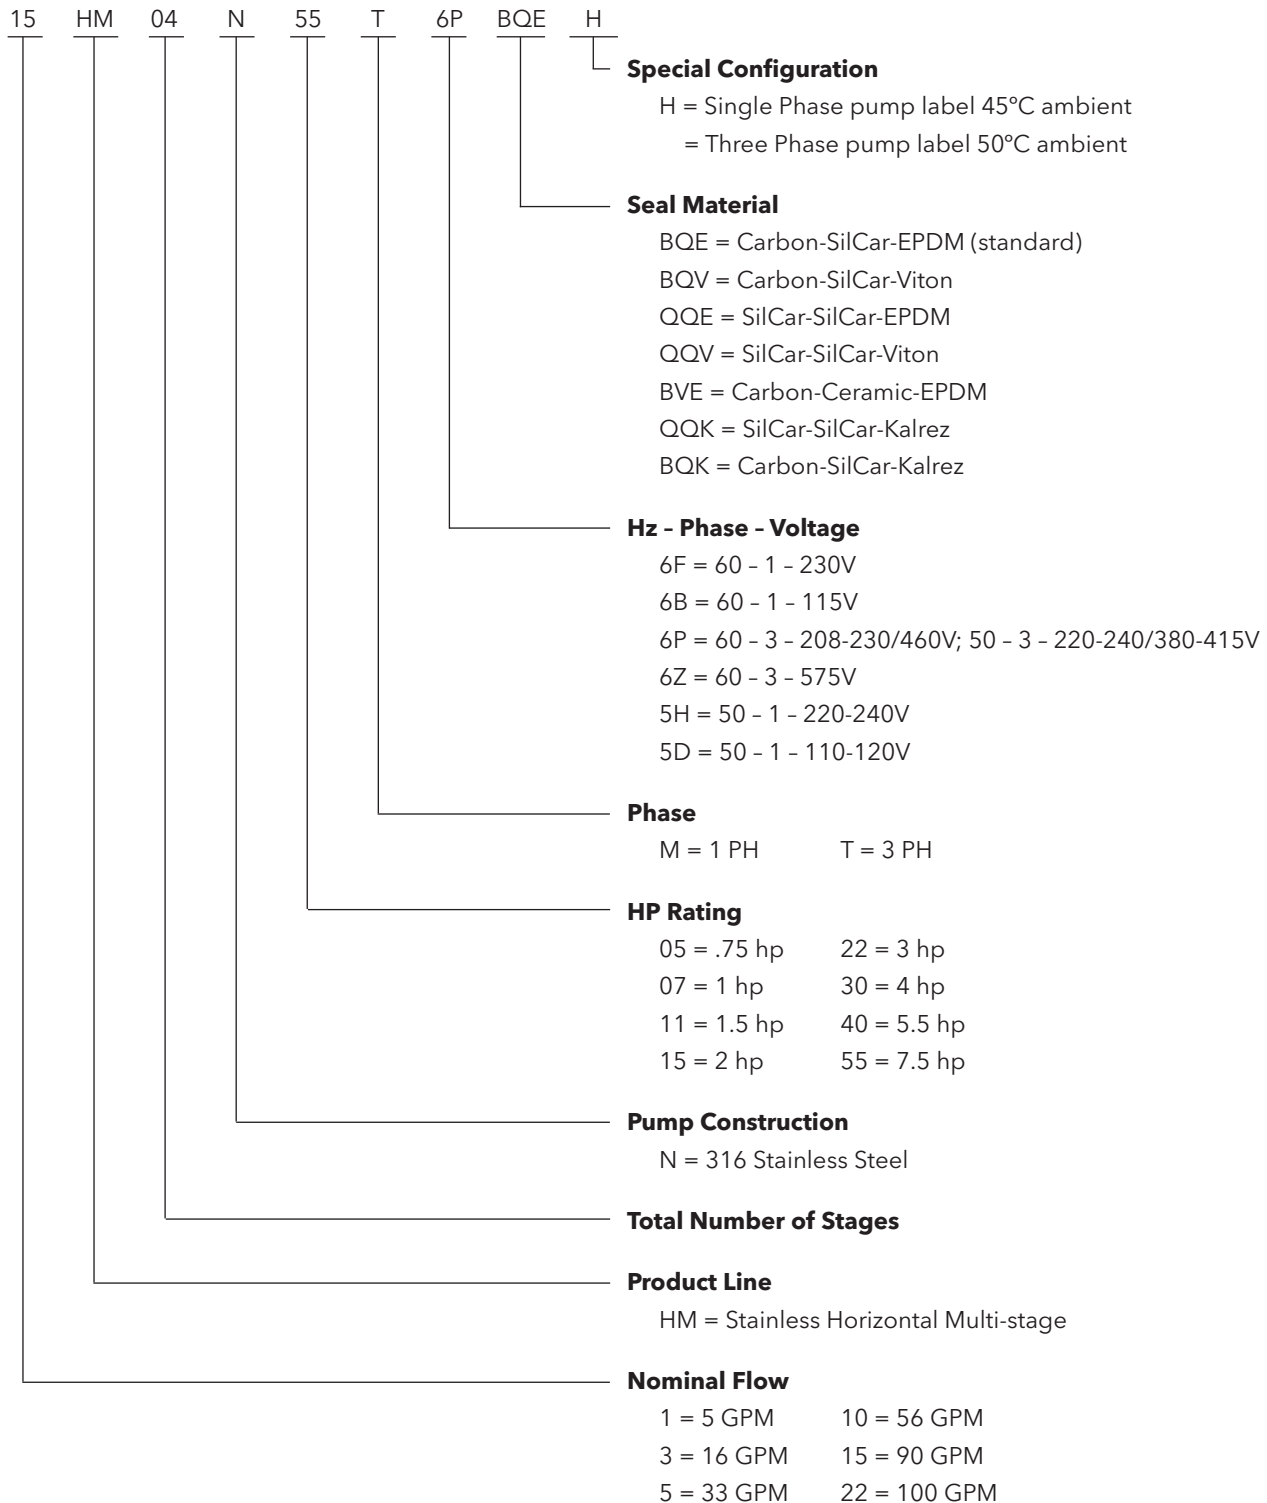 15 HM 04 N 55 T 6P BQE H
Special Configuration
H = Single Phase pump label 45°C ambient
= Three Phase pump label 50°C ambient
Seal Material
BQE = Carbon-SilCar-EPDM (standard)
BQV = Carbon-SilCar-Viton
QQE = SilCar-SilCar-EPDM
QQV = SilCar-SilCar-Viton
BVE = Carbon-Ceramic-EPDM
QQK = SilCar-SilCar-Kalrez
BQK = Carbon-SilCar-Kalrez
Hz – Phase – Voltage
6F = 60 – 1 – 230V
6B = 60 – 1 – 115V
6P = 60 – 3 – 208-230/460V; 50 – 3 – 220-240/380-415V
6Z = 60 – 3 – 575V
5H = 50 – 1 – 220-240V
5D = 50 – 1 – 110-120V
Phase
M = 1 PH T = 3 PH
HP Rating
05 = .75 hp 22 = 3 hp
07 = 1 hp 30 = 4 hp
11 = 1.5 hp 40 = 5.5 hp
15 = 2 hp 55 = 7.5 hp
Pump Construction
N = 316 Stainless Steel
Total Number of Stages
Product Line
HM = Stainless Horizontal Multi-stage
Nominal Flow
1 = 5 GPM 10 = 56 GPM
3 = 16 GPM 15 = 90 GPM
5 = 33 GPM 22 = 100 GPM